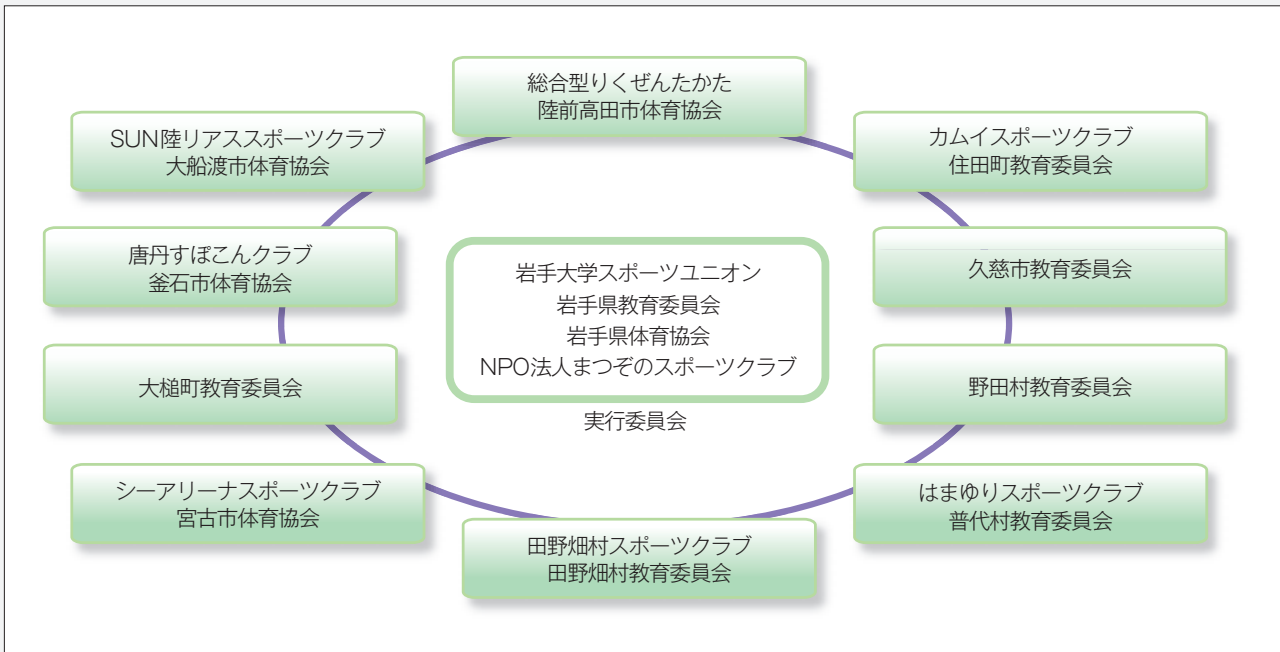 総合型りくぜんたかた
陸前高田市体育協会
SUN陸リアススポーツクラブ
大船渡市体育協会
カムイスポーツクラブ
住田町教育委員会
唐丹すぽこんクラブ
釜石市体育協会
久慈市教育委員会
岩手大学スポーツユニオン
岩手県教育委員会
岩手県体育協会
NPO法人まつぞのスポーツクラブ
実行委員会
大槌町教育委員会
野田村教育委員会
シーアリーナスポーツクラブ
宮古市体育協会
はまゆりスポーツクラブ
普代村教育委員会
田野畑村スポーツクラブ
田野畑村教育委員会